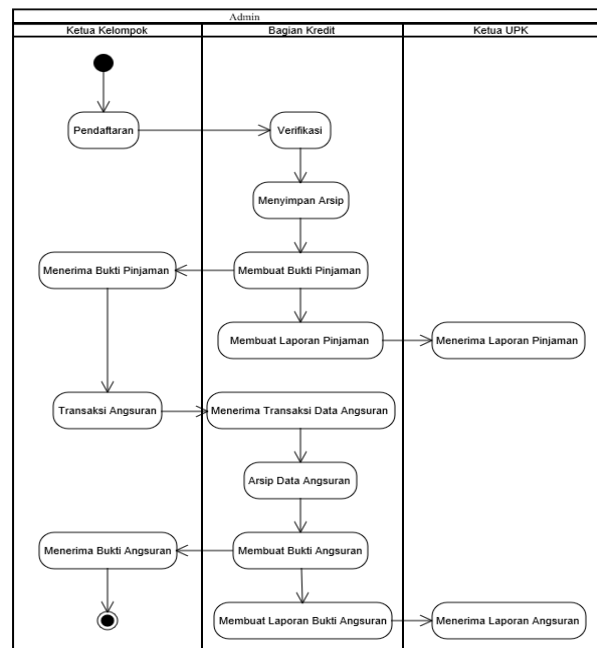 Admin
Ketua Kelompok
Bagian Kredit
Ketua UPK
Pendaftaran
Verifikasi
Menyimpan Arsip
Menerima Bukti Pinjaman
Membuat Bukti Pinjaman
Membuat Laporan Pinjaman
Menerima Laporan Pinjaman
Transaksi Angsuran
Menerima Transaksi Data Angsuran
Arsip Data Angsuran
Menerima Bukti Angsuran
Membuat Bukti Angsuran
Membuat Laporan Bukti Angsuran
Menerima Laporan Angsuran